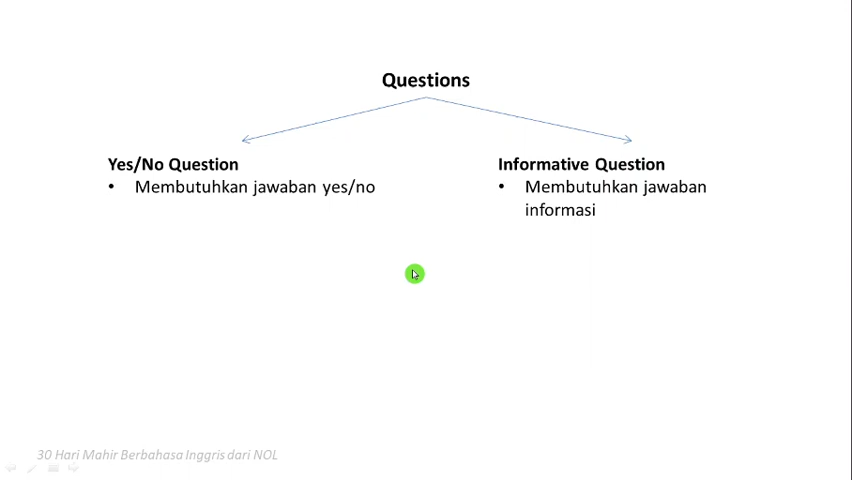 Questions
Yes/No Question
• Membutuhkan jawaban yes/no
Informative Question
• Membutuhkan jawaban
informasi
30 Hari Mahir Berbahasa Inggris dari NOL